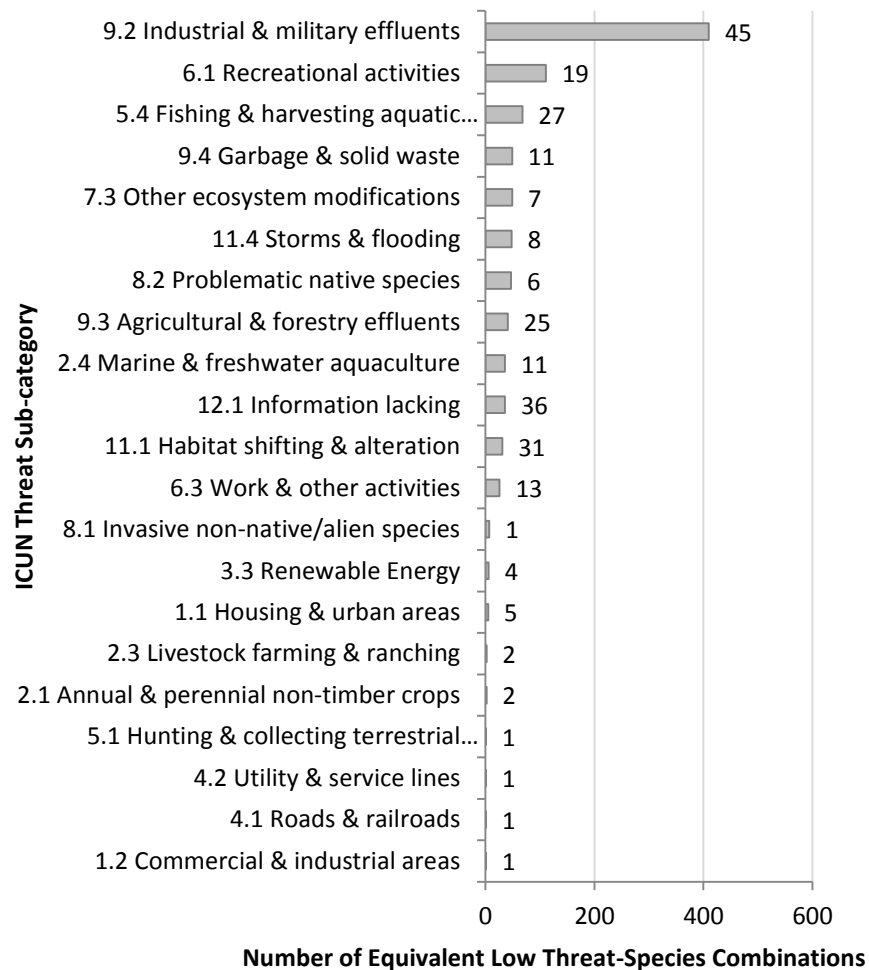 9.2 Industrial & military effluents 45
6.1 Recreational activities 19
5.4 Fishing & harvesting aquatic… 27
9.4 Garbage & solid waste 11
7.3 Other ecosystem modifications 7
11.4 Storms & flooding 8
8.2 Problematic native species 6
9.3 Agricultural & forestry effluents 25
2.4 Marine & freshwater aquaculture 11
12.1 Information lacking 36
11.1 Habitat shifting & alteration 31
6.3 Work & other activities 13
8.1 Invasive non-native/alien species 1
3.3 Renewable Energy 4
1.1 Housing & urban areas 5
2.3 Livestock farming & ranching 2
2.1 Annual & perennial non-timber crops 2
5.1 Hunting & collecting terrestrial… 1
4.2 Utility & service lines 1
4.1 Roads & railroads 1
1.2 Commercial & industrial areas 1
ICUN Threat Sub-category
0 200 400 600
Number of Equivalent Low Threat-Species Combinations